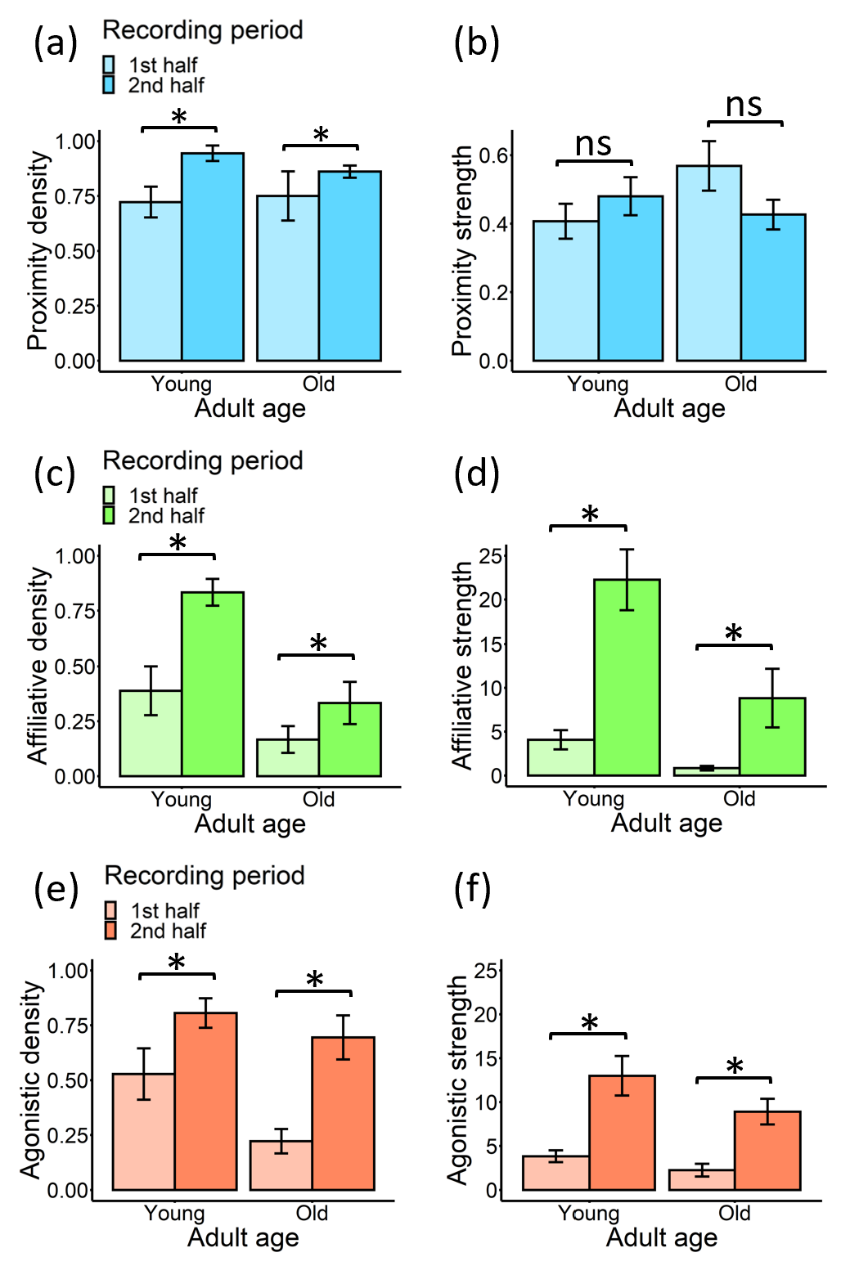 (a)
Recording period
1st half
2nd half
Proximity density
1.00
0.75
0.50
0.25
0.00
*
*
Young
Old
Adult age
(b)
Proximity strength
0.6
0.4
0.2
0.0
ns
ns
Young
Old
Adult age
(c)
Recording period
1st half
2nd half
Affiliative density
1.00
0.75
0.50
0.25
0.00
*
*
Young
Old
Adult age
(d)
Affiliative strength
25
20
15
10
5
0
*
*
Young
Old
Adult age
(e)
Recording period
1st half
2nd half
Agonistic density
1.00
0.75
0.50
0.25
0.00
*
*
Young
Old
Adult age
(f)
Agonistic strength
25
20
15
10
5
0
*
*
Young
Old
Adult age